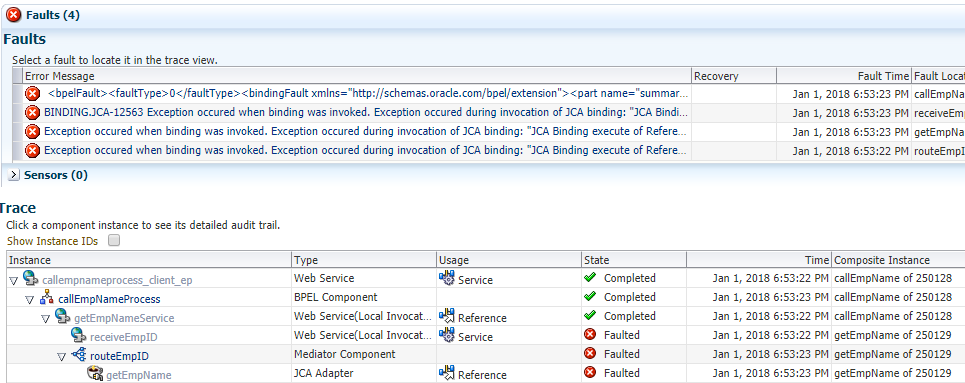 Faults (4)
Faults
Select a fault to locate it in the trace view.
Error Message Recovery Fault Time Fault Locat
<bpelFault><faultType>0</faultType><bindingFault xmlns="http://schemas.oracle.com/bpel/extension"><part name="summar... Jan 1, 2018 6:53:23 PM callEmpName
BINDING.JCA-12563 Exception occured when binding was invoked. Exception occured during invocation of JCA binding: "JCA Bindi... Jan 1, 2018 6:53:23 PM receiveEmp
Exception occured when binding was invoked. Exception occured during invocation of JCA binding: "JCA Binding execute of Refere... Jan 1, 2018 6:53:23 PM getEmpNam
Exception occured when binding was invoked. Exception occured during invocation of JCA binding: "JCA Binding execute of Refere... Jan 1, 2018 6:53:22 PM routeEmpI
Sensors (0)
Trace
Click a component instance to see its detailed audit trail.
Show Instance IDs
Instance Type Usage State Time Composite Instance
callempnameprocess_client_ep Web Service Service Completed Jan 1, 2018 6:53:22 PM callEmpName of 250128
callEmpNameProcess BPEL Component Completed Jan 1, 2018 6:53:22 PM callEmpName of 250128
getEmpNameService Web Service(Local Invocat Reference Completed Jan 1, 2018 6:53:22 PM callEmpName of 250128
receiveEmpID Web Service(Local Invocat Service Faulted Jan 1, 2018 6:53:23 PM getEmpName of 250129
routeEmpID Mediator Component Faulted Jan 1, 2018 6:53:23 PM getEmpName of 250129
getEmpName JCA Adapter Reference Faulted Jan 1, 2018 6:53:22 PM getEmpName of 250129